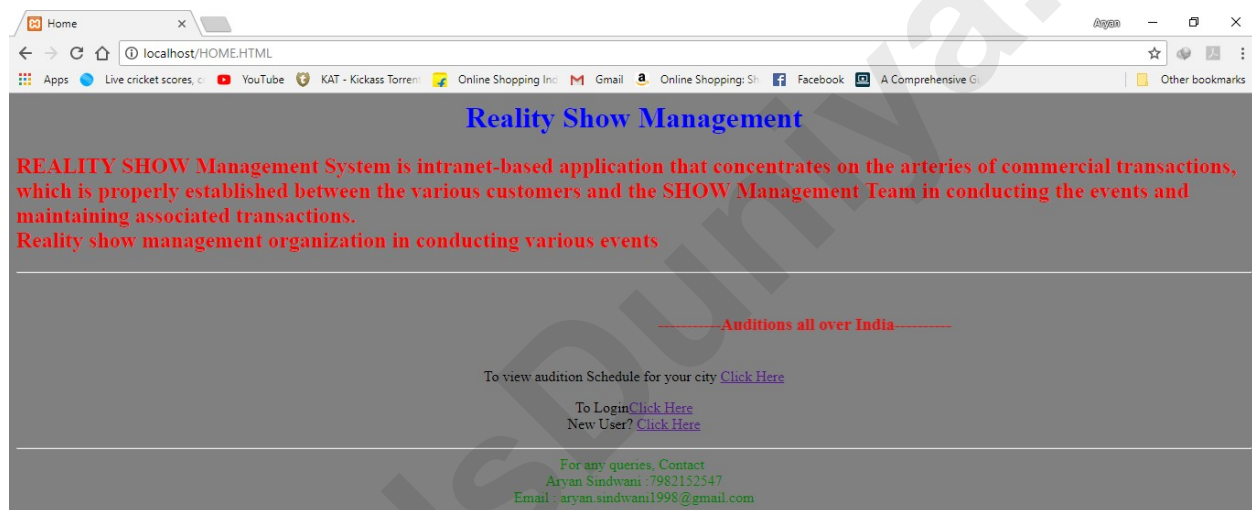 Home
Aryan
localhost/HOME.HTML
Apps Live cricket scores, c YouTube KAT - Kickass Torren Online Shopping Ind Gmail Online Shopping: Sh Facebook A Comprehensive Gu Other bookmarks
Reality Show Management
REALITY SHOW Management System is intranet-based application that concentrates on the arteries of commercial transactions,
which is properly established between the various customers and the SHOW Management Team in conducting the events and
maintaining associated transactions.
Reality show management organization in conducting various events
-----------Auditions all over India----------
To view audition Schedule for your city Click Here
To LoginClick Here
New User? Click Here
For any queries, Contact
Aryan Sindwani :7982152547
Email : aryan.sindwani1998@gmail.com